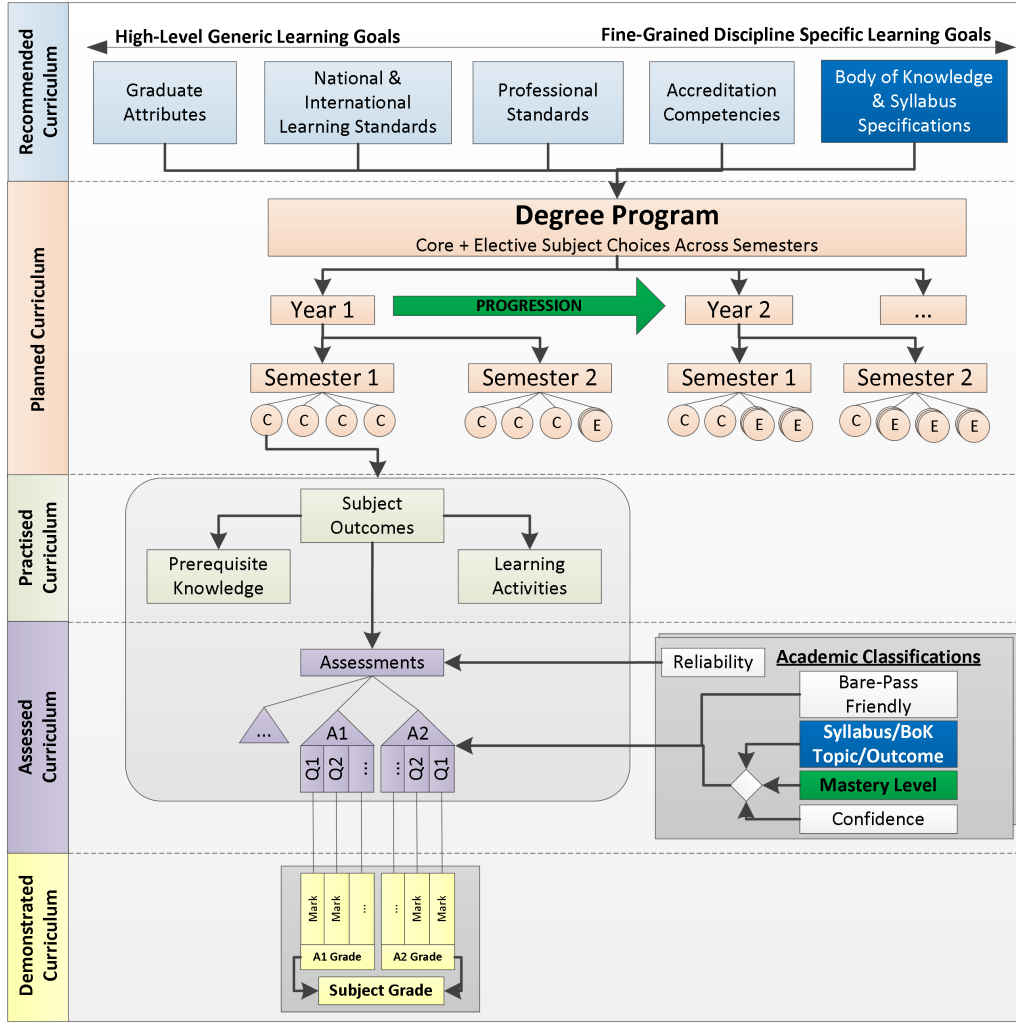 Recommended
Curriculum
High-Level Generic Learning Goals
Fine-Grained Discipline Specific Learning Goals
Graduate
Attributes
National &
International
Learning Standards
Professional
Standards
Accreditation
Competencies
Body of Knowledge
& Syllabus
Specifications
Planned Curriculum
Degree Program
Core + Elective Subject Choices Across Semesters
Year 1
PROGRESSION
Year 2
...
Semester 1
Semester 2
Semester 1
Semester 2
C C C C
C C C E
C C E E
C E E E
Practised
Curriculum
Subject
Outcomes
Prerequisite
Knowledge
Learning
Activities
Assessed
Curriculum
Assessments
...
A1
A2
Q1 Q2 ...
... Q2 Q1
Academic Classifications
Reliability
Bare-Pass
Friendly
Syllabus/BoK
Topic/Outcome
Mastery Level
Confidence
Demonstrated
Curriculum
Mark Mark ...
... Mark Mark
A1 Grade
A2 Grade
Subject Grade